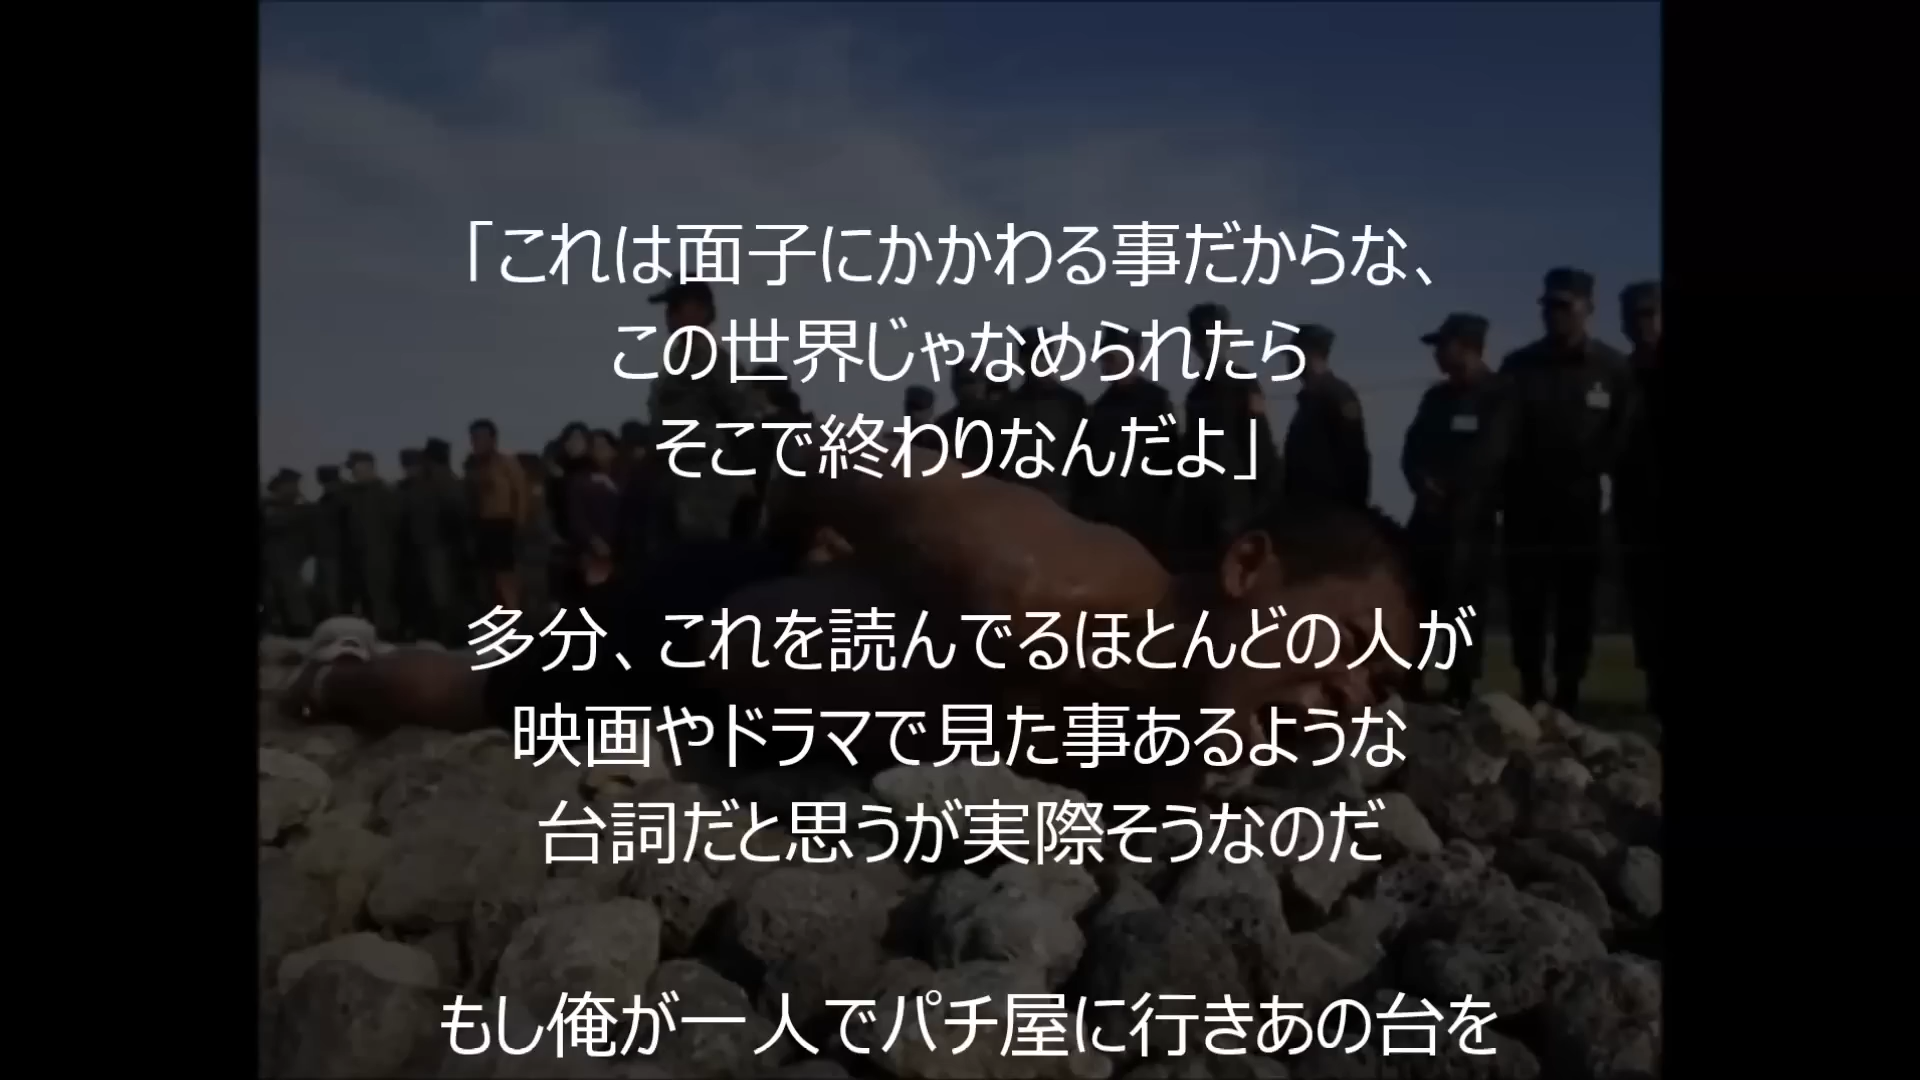 「これは面子にかかわる事だからな、
この世界じゃなめられたら
そこで終わりなんだよ」
多分、これを読んでるほとんどの人が
映画やドラマで見た事あるような
台詞だと思うが実際そうなのだ
もし俺が一人でパチ屋に行きあの台を